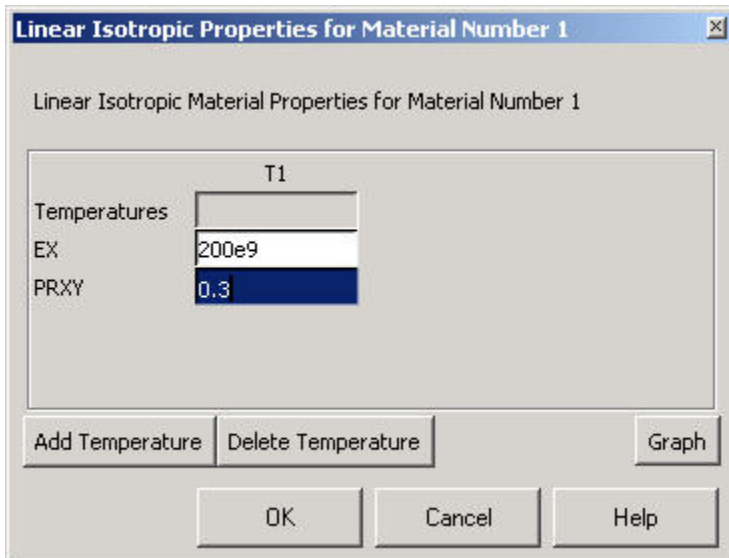 Linear Isotropic Properties for Material Number 1
Linear Isotropic Material Properties for Material Number 1
T1
Temperatures
EX 200e9
PRXY 0.3
Add Temperature Delete Temperature Graph
OK Cancel Help